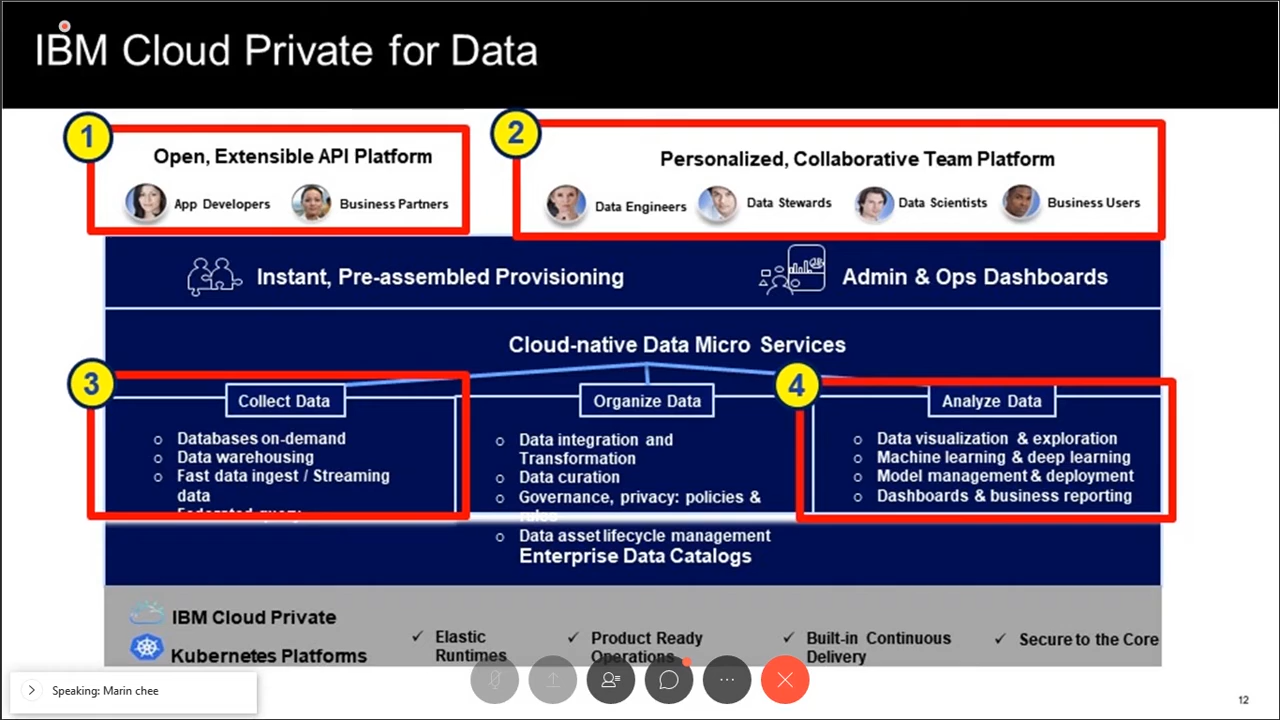 IBM Cloud Private for Data
1
Open, Extensible API Platform
App Developers
Business Partners
2
Personalized, Collaborative Team Platform
Data Engineers
Data Stewards
Data Scientists
Business Users
Instant, Pre-assembled Provisioning
Admin & Ops Dashboards
Cloud-native Data Micro Services
3
Collect Data
Databases on-demand
Data warehousing
Fast data ingest / Streaming
data
Federated query
Organize Data
Data integration and
Transformation
Data curation
Governance, privacy: policies &
rules
Data asset lifecycle management
Enterprise Data Catalogs
4
Analyze Data
Data visualization & exploration
Machine learning & deep learning
Model management & deployment
Dashboards & business reporting
IBM Cloud Private
Kubernetes Platforms
Elastic
Runtimes
Product Ready
Operations
Built-in Continuous
Delivery
Secure to the Core
Speaking: Marin chee
12